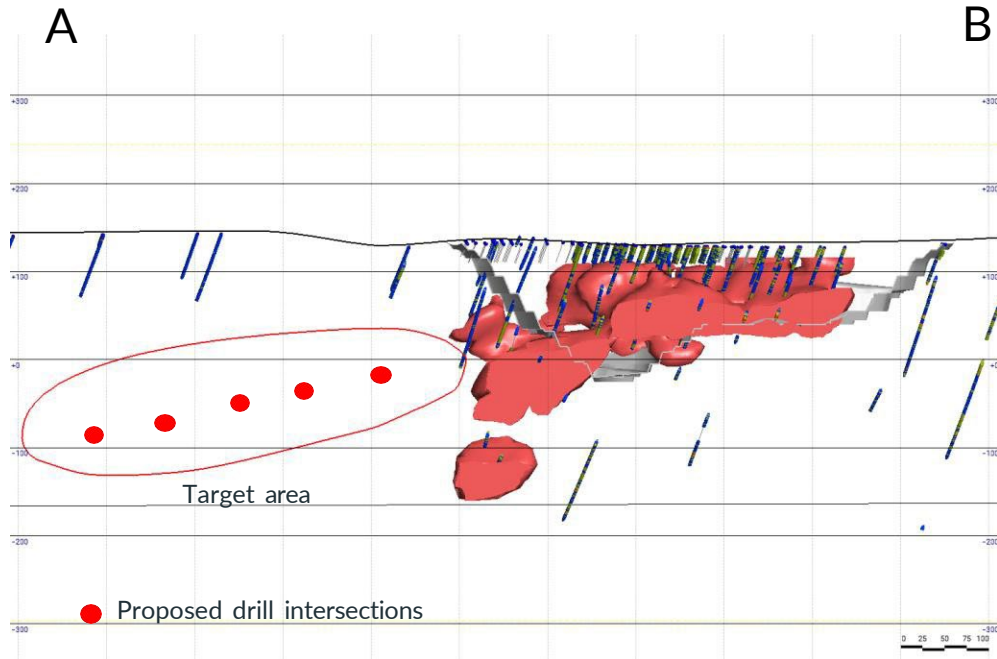 A B
+300 +300
+200 +200
+100 +100
+0 +0
-100 -100
Target area
-200 -200
Proposed drill intersections
-300 -300
0 25 50 75 100